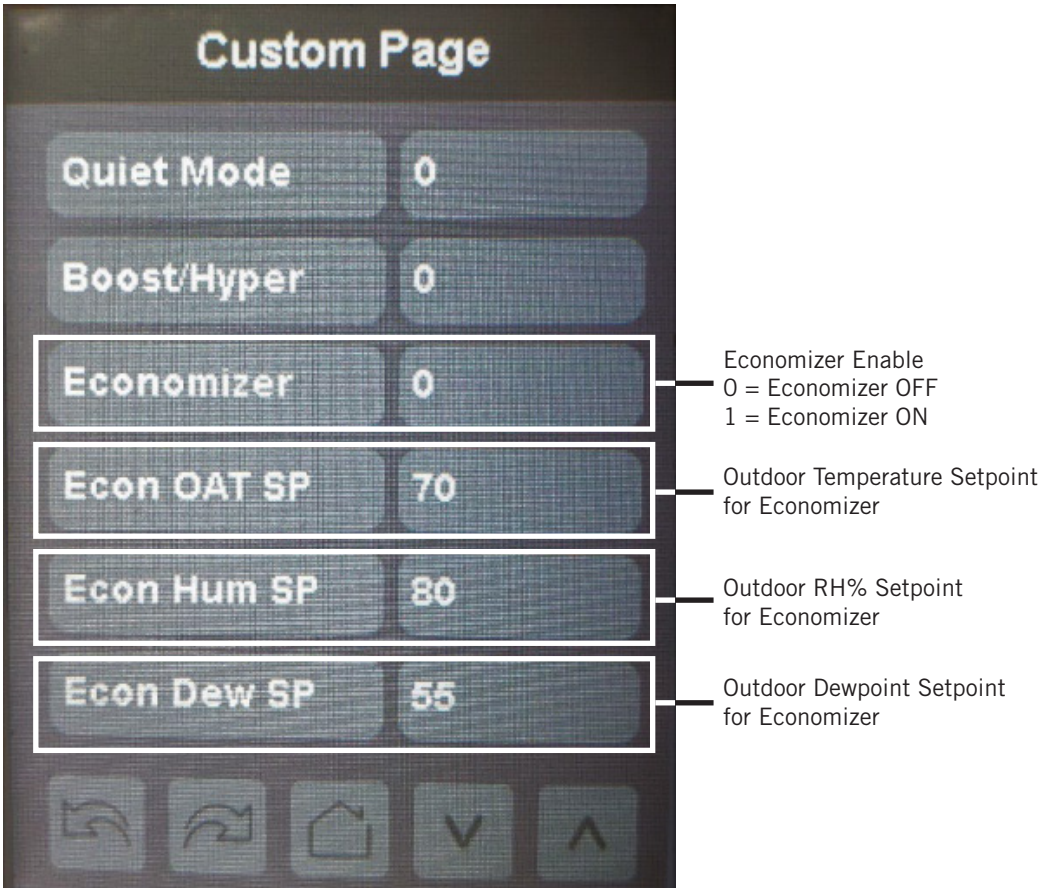 Custom Page
Quiet Mode 0
Boost/Hyper 0
Economizer 0
Economizer Enable
0 = Economizer OFF
1 = Economizer ON
Econ OAT SP 70
Outdoor Temperature Setpoint
for Economizer
Econ Hum SP 80
Outdoor RH% Setpoint
for Economizer
Econ Dew SP 55
Outdoor Dewpoint Setpoint
for Economizer